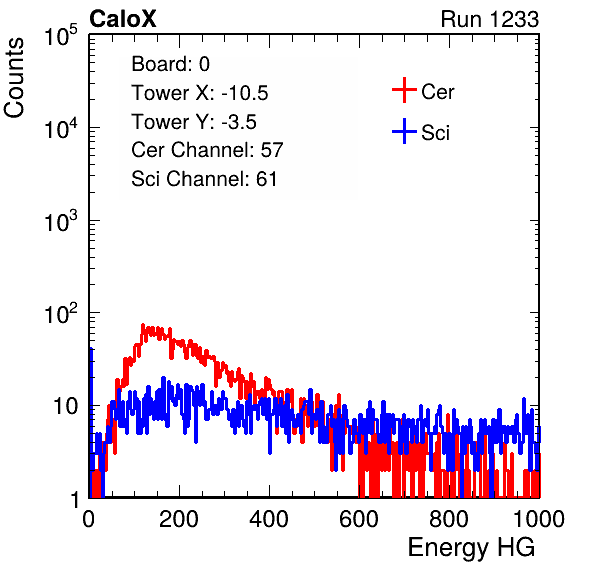 CaloX Run 1233
Counts
10^5
10^4
10^3
10^2
10
1
Board: 0
Tower X: -10.5
Tower Y: -3.5
Cer Channel: 57
Sci Channel: 61
Cer
Sci
0 200 400 600 800 1000
Energy HG